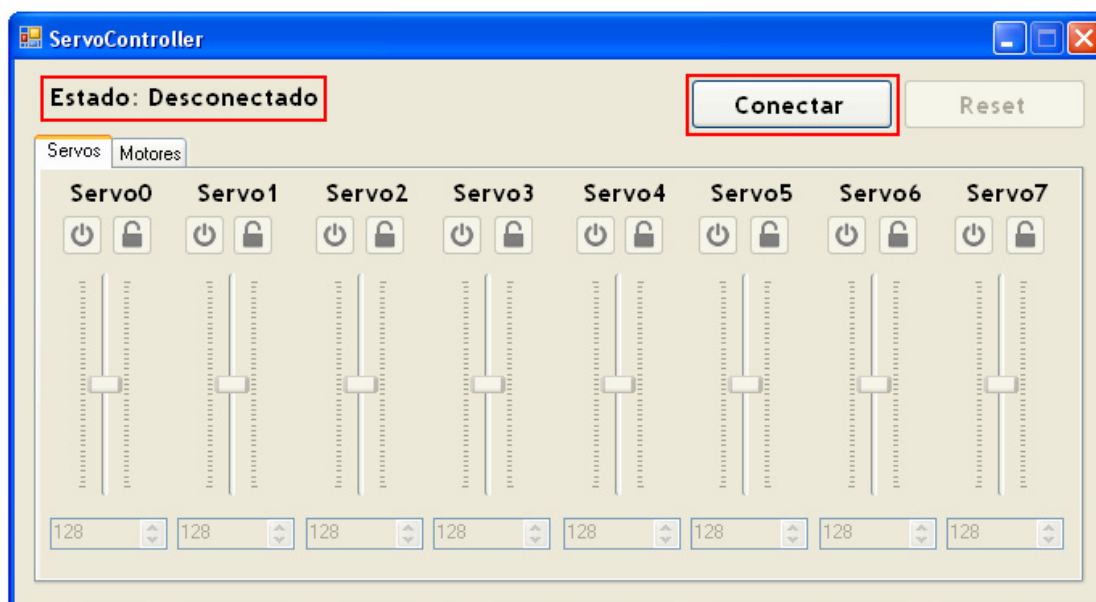 ServoController
Estado: Desconectado
Conectar
Reset
Servos Motores
Servo0 Servo1 Servo2 Servo3 Servo4 Servo5 Servo6 Servo7
128 128 128 128 128 128 128 128